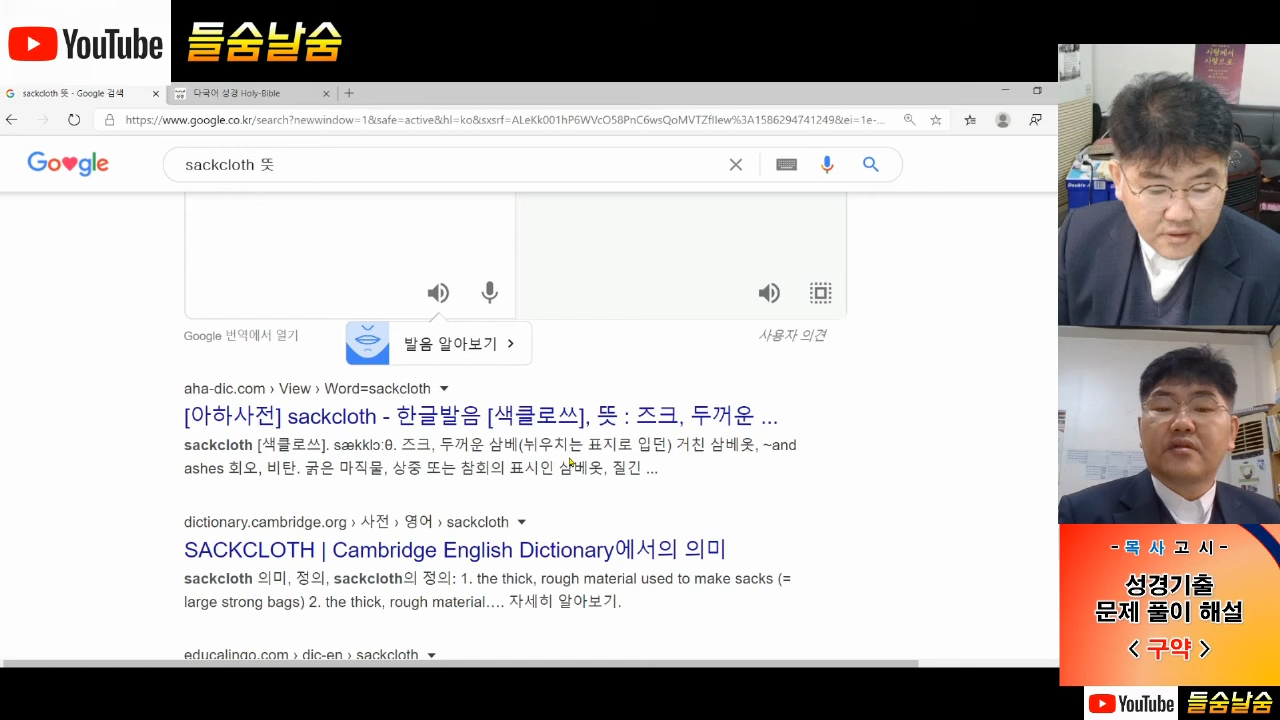 YouTube 들숨날숨
sackcloth 뜻 - Google 검색
다국어 성경 Holy-Bible
https://www.google.co.kr/search?newwindow=1&safe=active&hl=ko&sxsrf=ALeKk001hP6WVcO58PnC6wsQoMVTZfIlew%3A1586294741249&ei=1e-...
Google
sackcloth 뜻
Google 번역에서 열기
발음 알아보기
사용자 의견
aha-dic.com › View › Word=sackcloth
[아하사전] sackcloth - 한글발음 [색클로쓰], 뜻 : 즈크, 두꺼운 ...
sackcloth [색클로쓰]. sækklɔ̀ːθ. 즈크, 두꺼운 삼베(뉘우치는 표지로 입던) 거친 삼베옷, ~and
ashes 회오, 비탄. 굵은 마직물, 상중 또는 참회의 표시인 삼베옷, 질긴 ...
dictionary.cambridge.org › 사전 › 영어 › sackcloth
SACKCLOTH | Cambridge English Dictionary에서의 의미
sackcloth 의미, 정의, sackcloth의 정의: 1. the thick, rough material used to make sacks (=
large strong bags) 2. the thick, rough material.... 자세히 알아보기.
educalingo.com › dic-en › sackcloth
사랑에서
사랑으로
- 목사고시 -
성경기출
문제 풀이 해설
< 구약 >
YouTube 들숨날숨